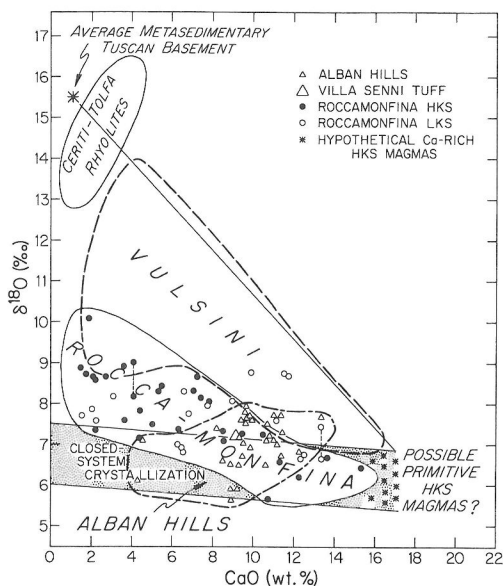 AVERAGE METASEDIMENTARY
TUSCAN BASEMENT
CERITI-TOLFA
RHYOLITES
△ ALBAN HILLS
△ VILLA SENNI TUFF
● ROCCAMONFINA HKS
○ ROCCAMONFINA LKS
* HYPOTHETICAL Ca-RICH
HKS MAGMAS
17
16
15
14
13
12
11
10
9
8
7
6
5
δ18O (‰)
VULSINI
ROCCA-MONFINA
CLOSED-
SYSTEM
CRYSTALLIZATION
ALBAN HILLS
POSSIBLE
PRIMITIVE
HKS
MAGMAS?
0 2 4 6 8 10 12 14 16 18 20 22
CaO (wt.%)